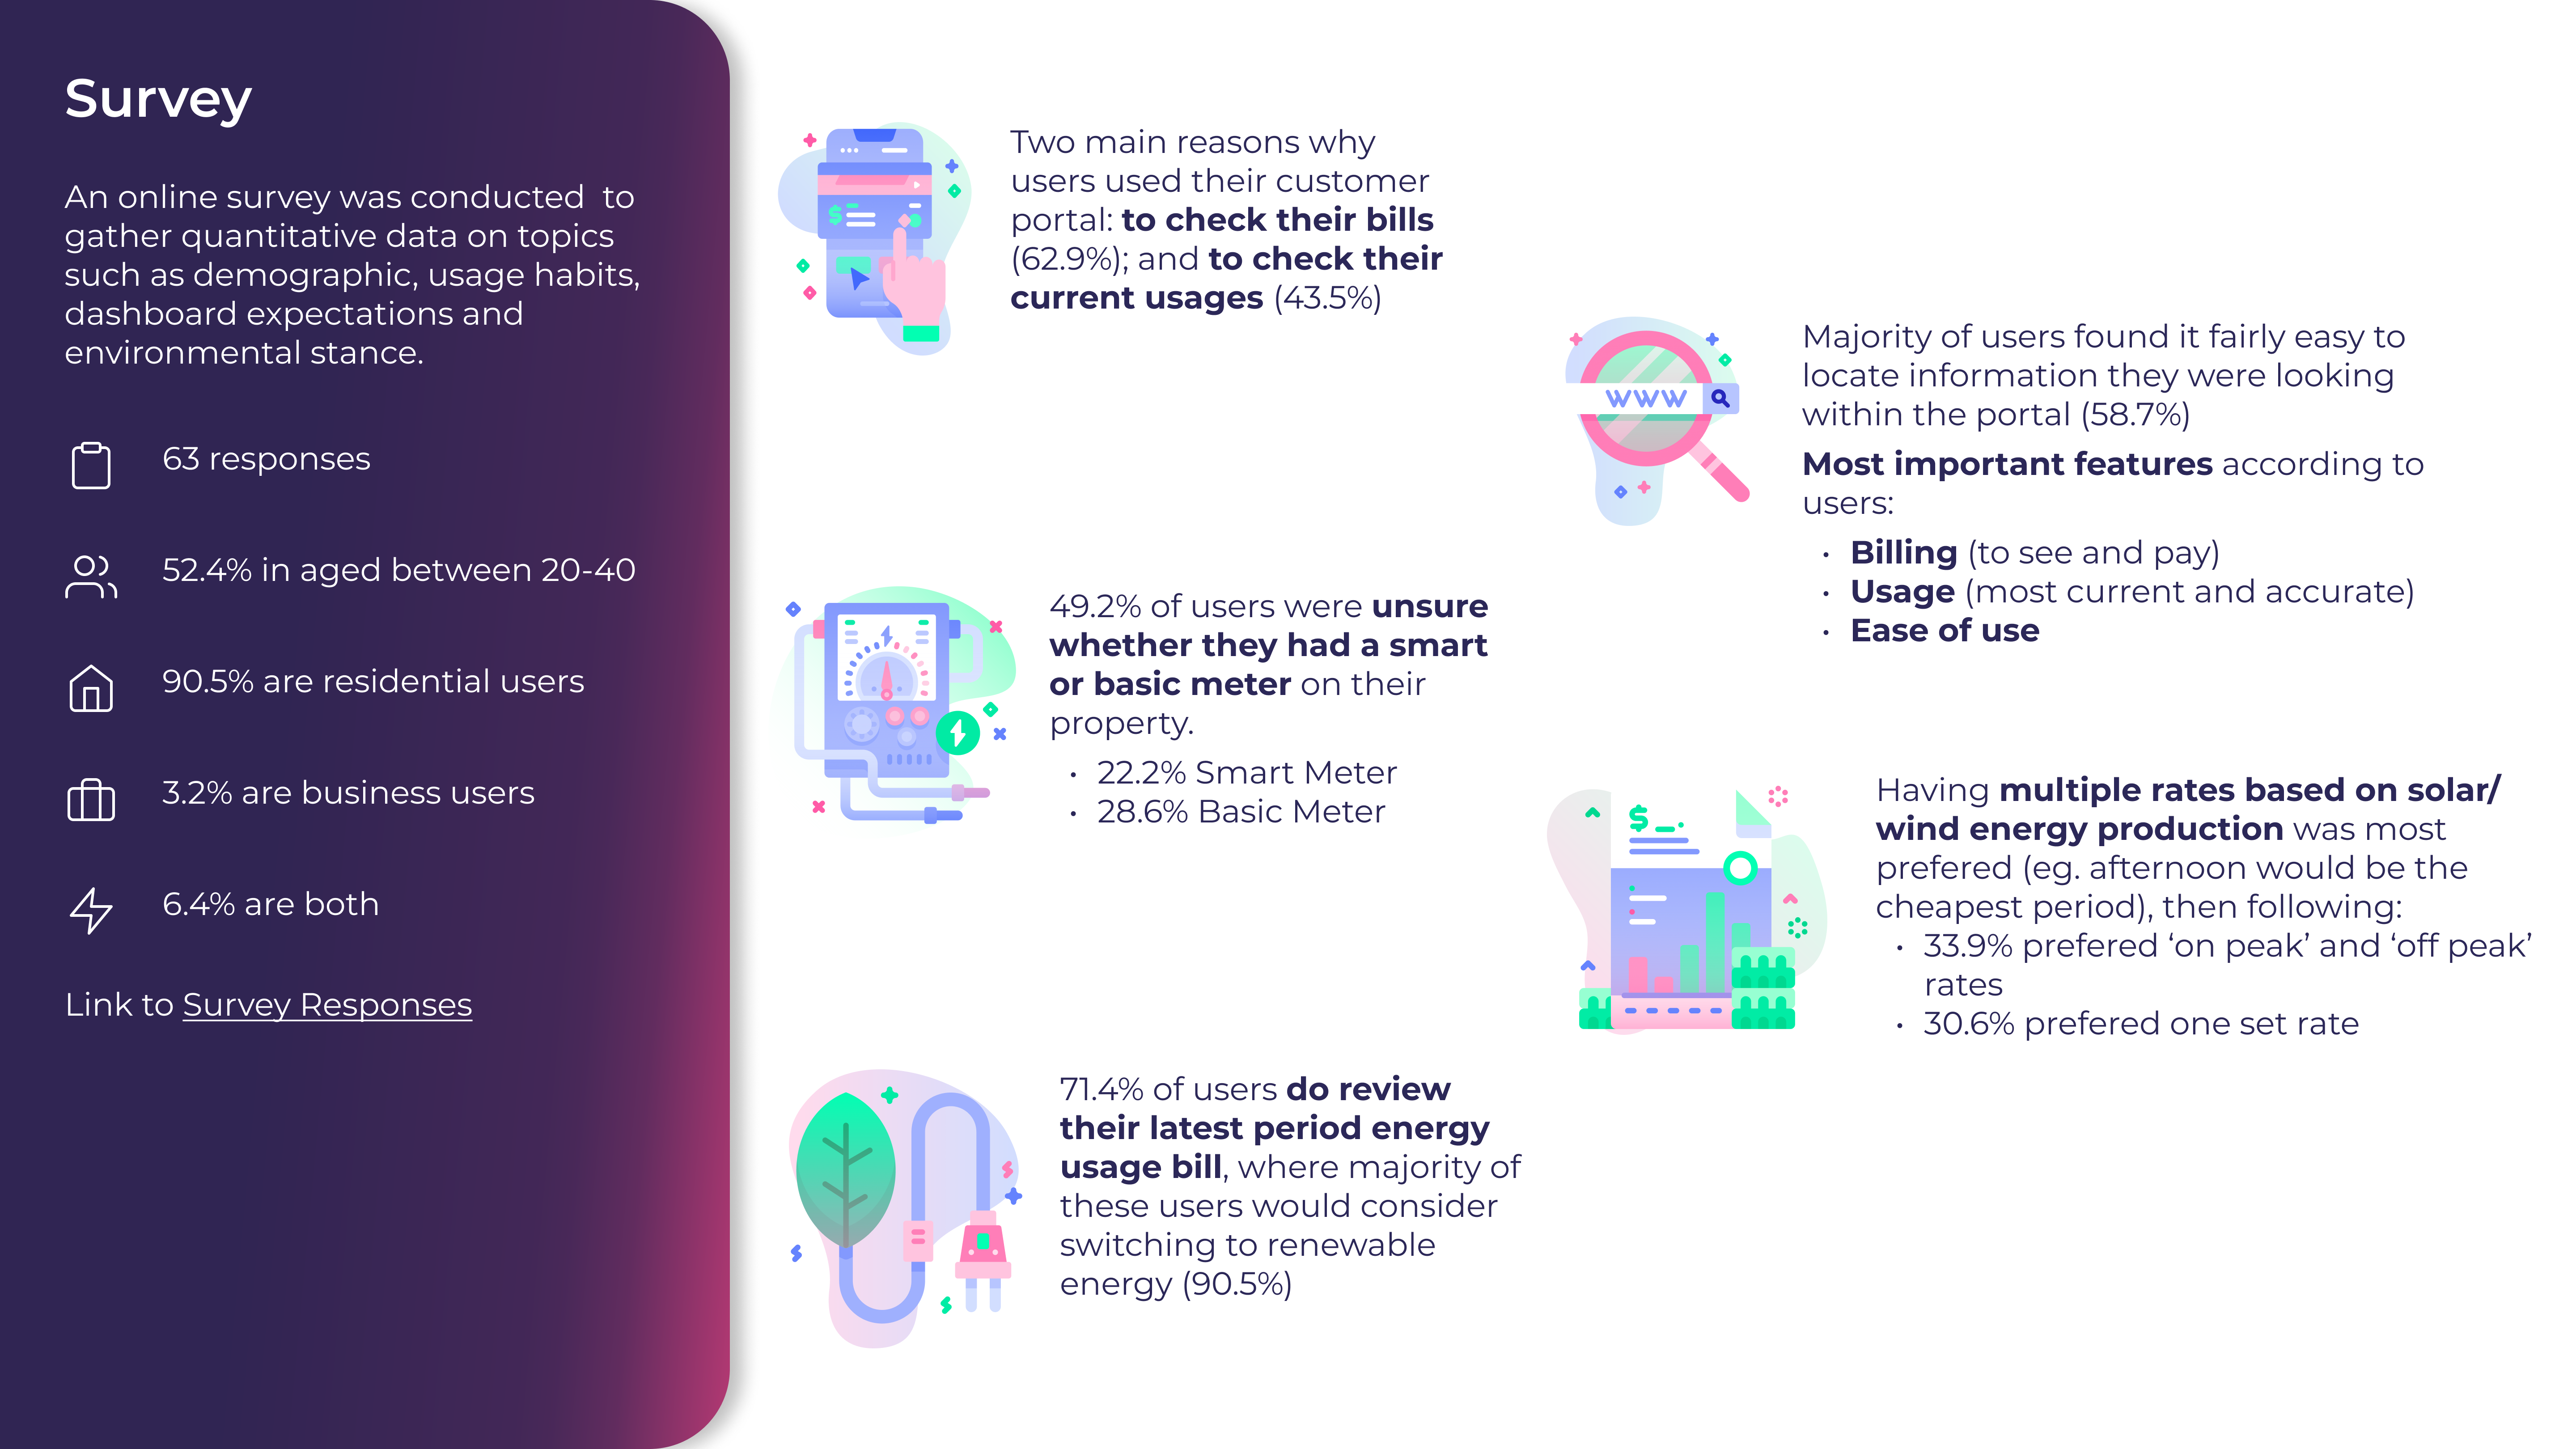 Survey
An online survey was conducted  to
gather quantitative data on topics
such as demographic, usage habits,
dashboard expectations and
environmental stance.
63 responses
52.4% in aged between 20-40
90.5% are residential users
3.2% are business users
6.4% are both
Link to Survey Responses
Two main reasons why
users used their customer
portal: to check their bills
(62.9%); and to check their
current usages (43.5%)
www
Majority of users found it fairly easy to
locate information they were looking
within the portal (58.7%)
Most important features according to
users:
• Billing (to see and pay)
• Usage (most current and accurate)
• Ease of use
49.2% of users were unsure
whether they had a smart
or basic meter on their
property.
• 22.2% Smart Meter
• 28.6% Basic Meter
$
Having multiple rates based on solar/
wind energy production was most
prefered (eg. afternoon would be the
cheapest period), then following:
• 33.9% prefered ‘on peak’ and ‘off peak’
rates
• 30.6% prefered one set rate
71.4% of users do review
their latest period energy
usage bill, where majority of
these users would consider
switching to renewable
energy (90.5%)